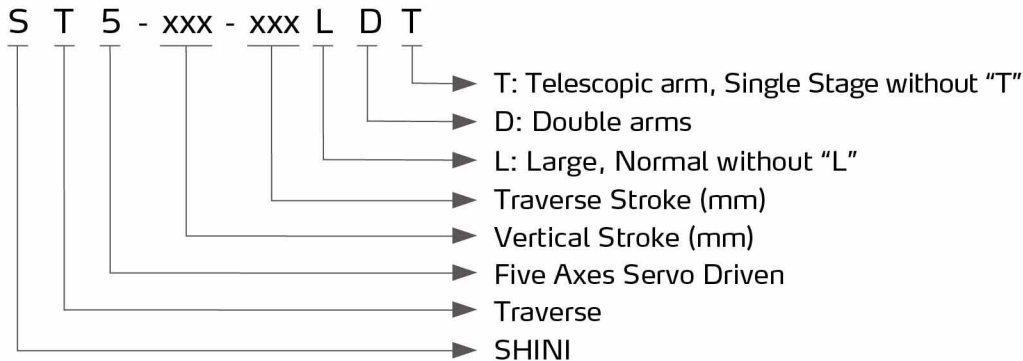 S T 5 - xxx - xxx L D T
T: Telescopic arm, Single Stage without “T”
D: Double arms
L: Large, Normal without “L”
Traverse Stroke (mm)
Vertical Stroke (mm)
Five Axes Servo Driven
Traverse
SHINI